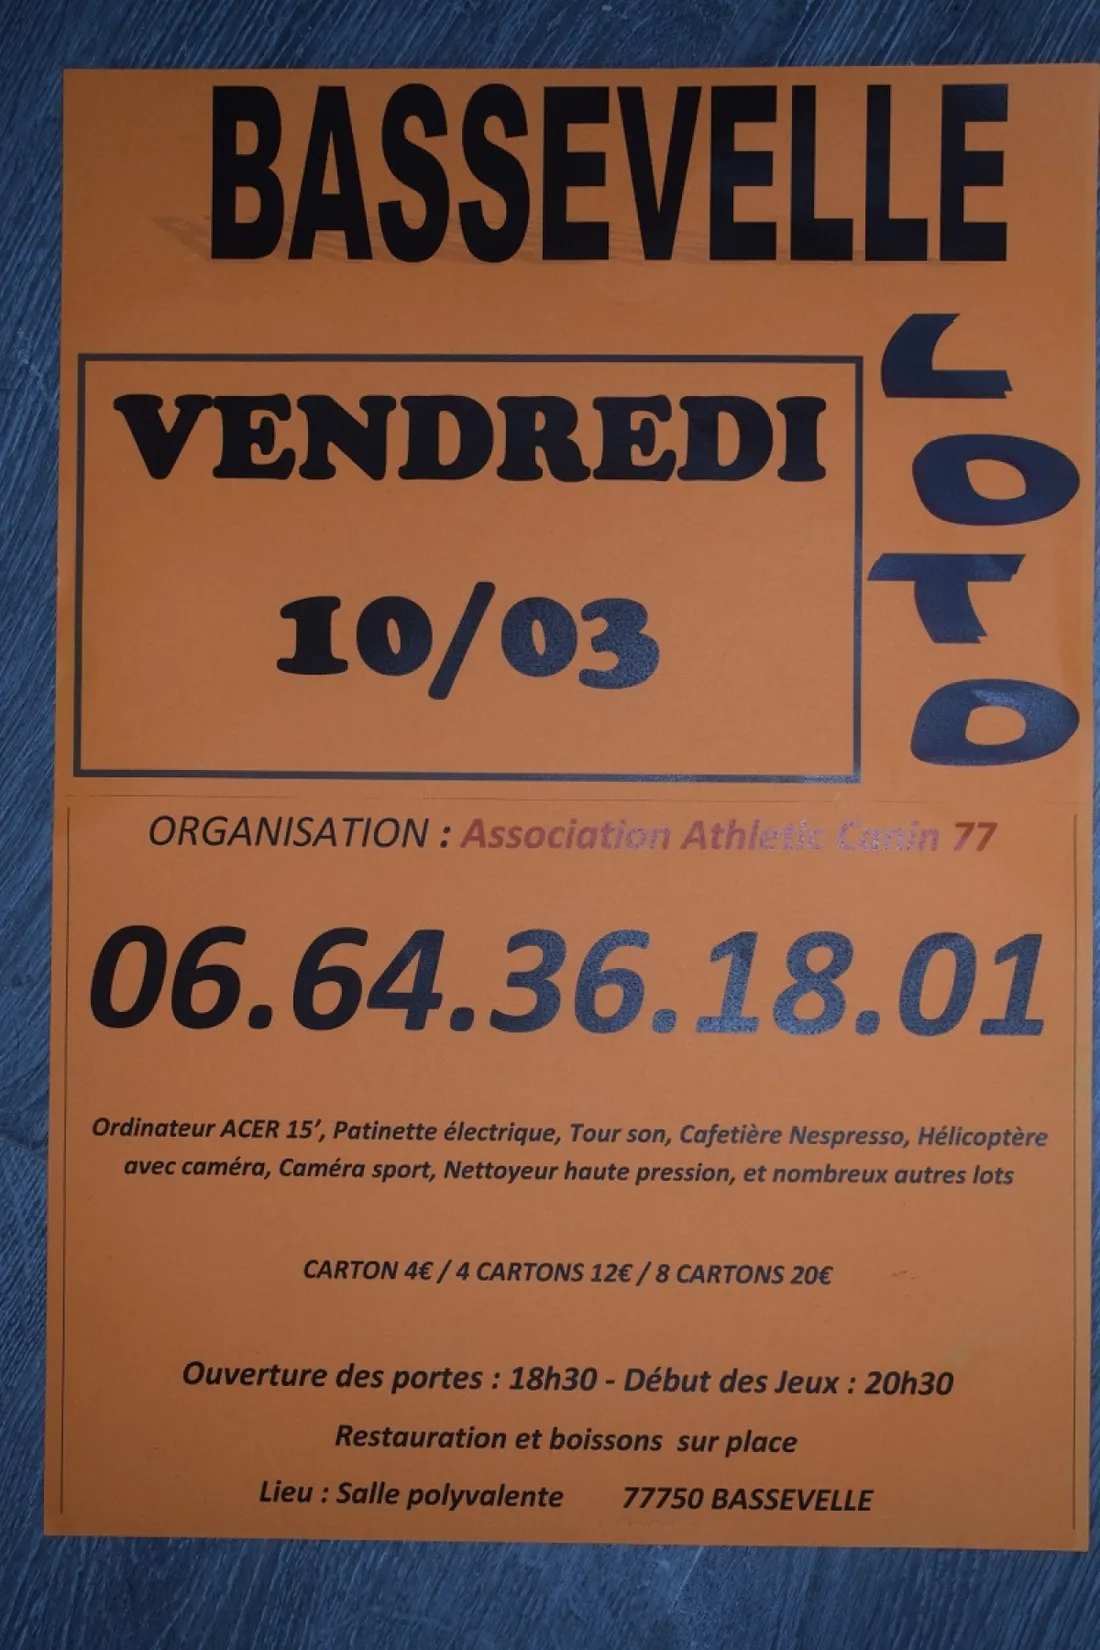 BASSEVELLE
LOTO
VENDREDI
10/03
ORGANISATION : Association Athletic Canin 77
06.64.36.18.01
Ordinateur ACER 15’, Patinette électrique, Tour son, Cafetière Nespresso, Hélicoptère
avec caméra, Caméra sport, Nettoyeur haute pression, et nombreux autres lots
CARTON 4€ / 4 CARTONS 12€ / 8 CARTONS 20€
Ouverture des portes : 18h30 - Début des Jeux : 20h30
Restauration et boissons sur place
Lieu : Salle polyvalente 77750 BASSEVELLE